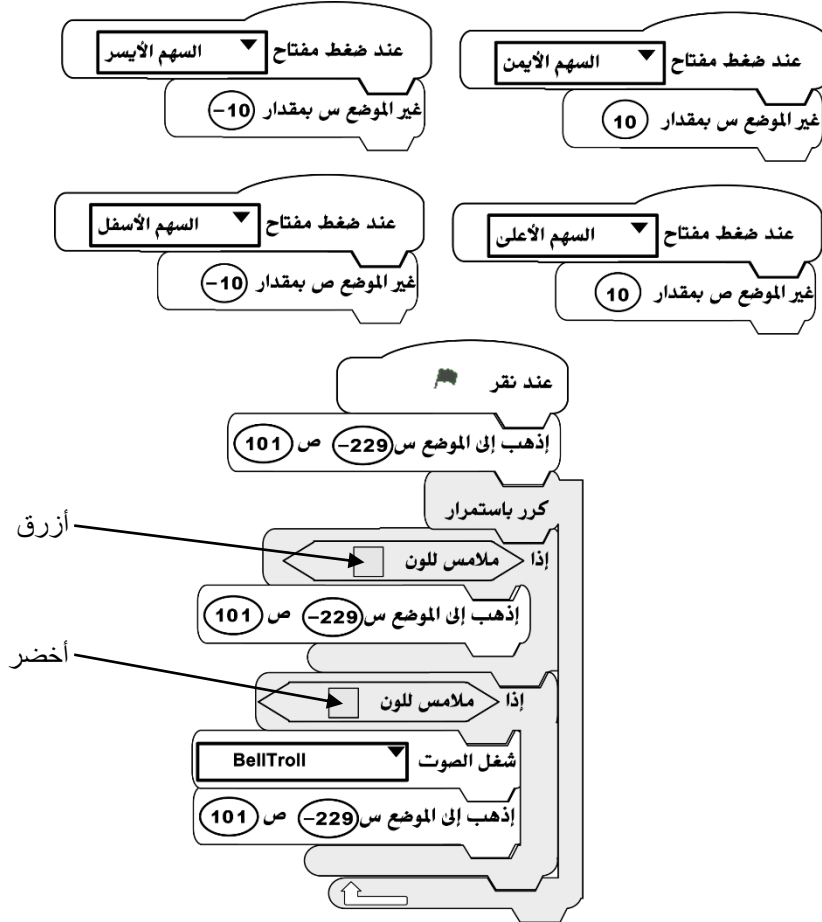 عند ضغط مفتاح السهم الأيمن
غير الموضع س بمقدار 10
عند ضغط مفتاح السهم الأيسر
غير الموضع س بمقدار 10−
عند ضغط مفتاح السهم الأعلى
غير الموضع ص بمقدار 10
عند ضغط مفتاح السهم الأسفل
غير الموضع ص بمقدار 10−
عند نقر
إذهب إلى الموضع س 229− ص 101
كرر باستمرار
إذا ملامس للون
أزرق
إذهب إلى الموضع س 229− ص 101
إذا ملامس للون
أخضر
شغل الصوت BellTroll
إذهب إلى الموضع س 229− ص 101